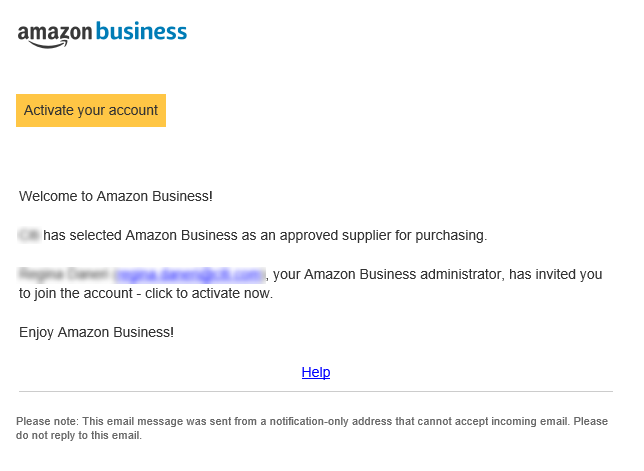 amazon business
Activate your account
Welcome to Amazon Business!
has selected Amazon Business as an approved supplier for purchasing.
, your Amazon Business administrator, has invited you
to join the account - click to activate now.
Enjoy Amazon Business!
Help
Please note: This email message was sent from a notification-only address that cannot accept incoming email. Please
do not reply to this email.